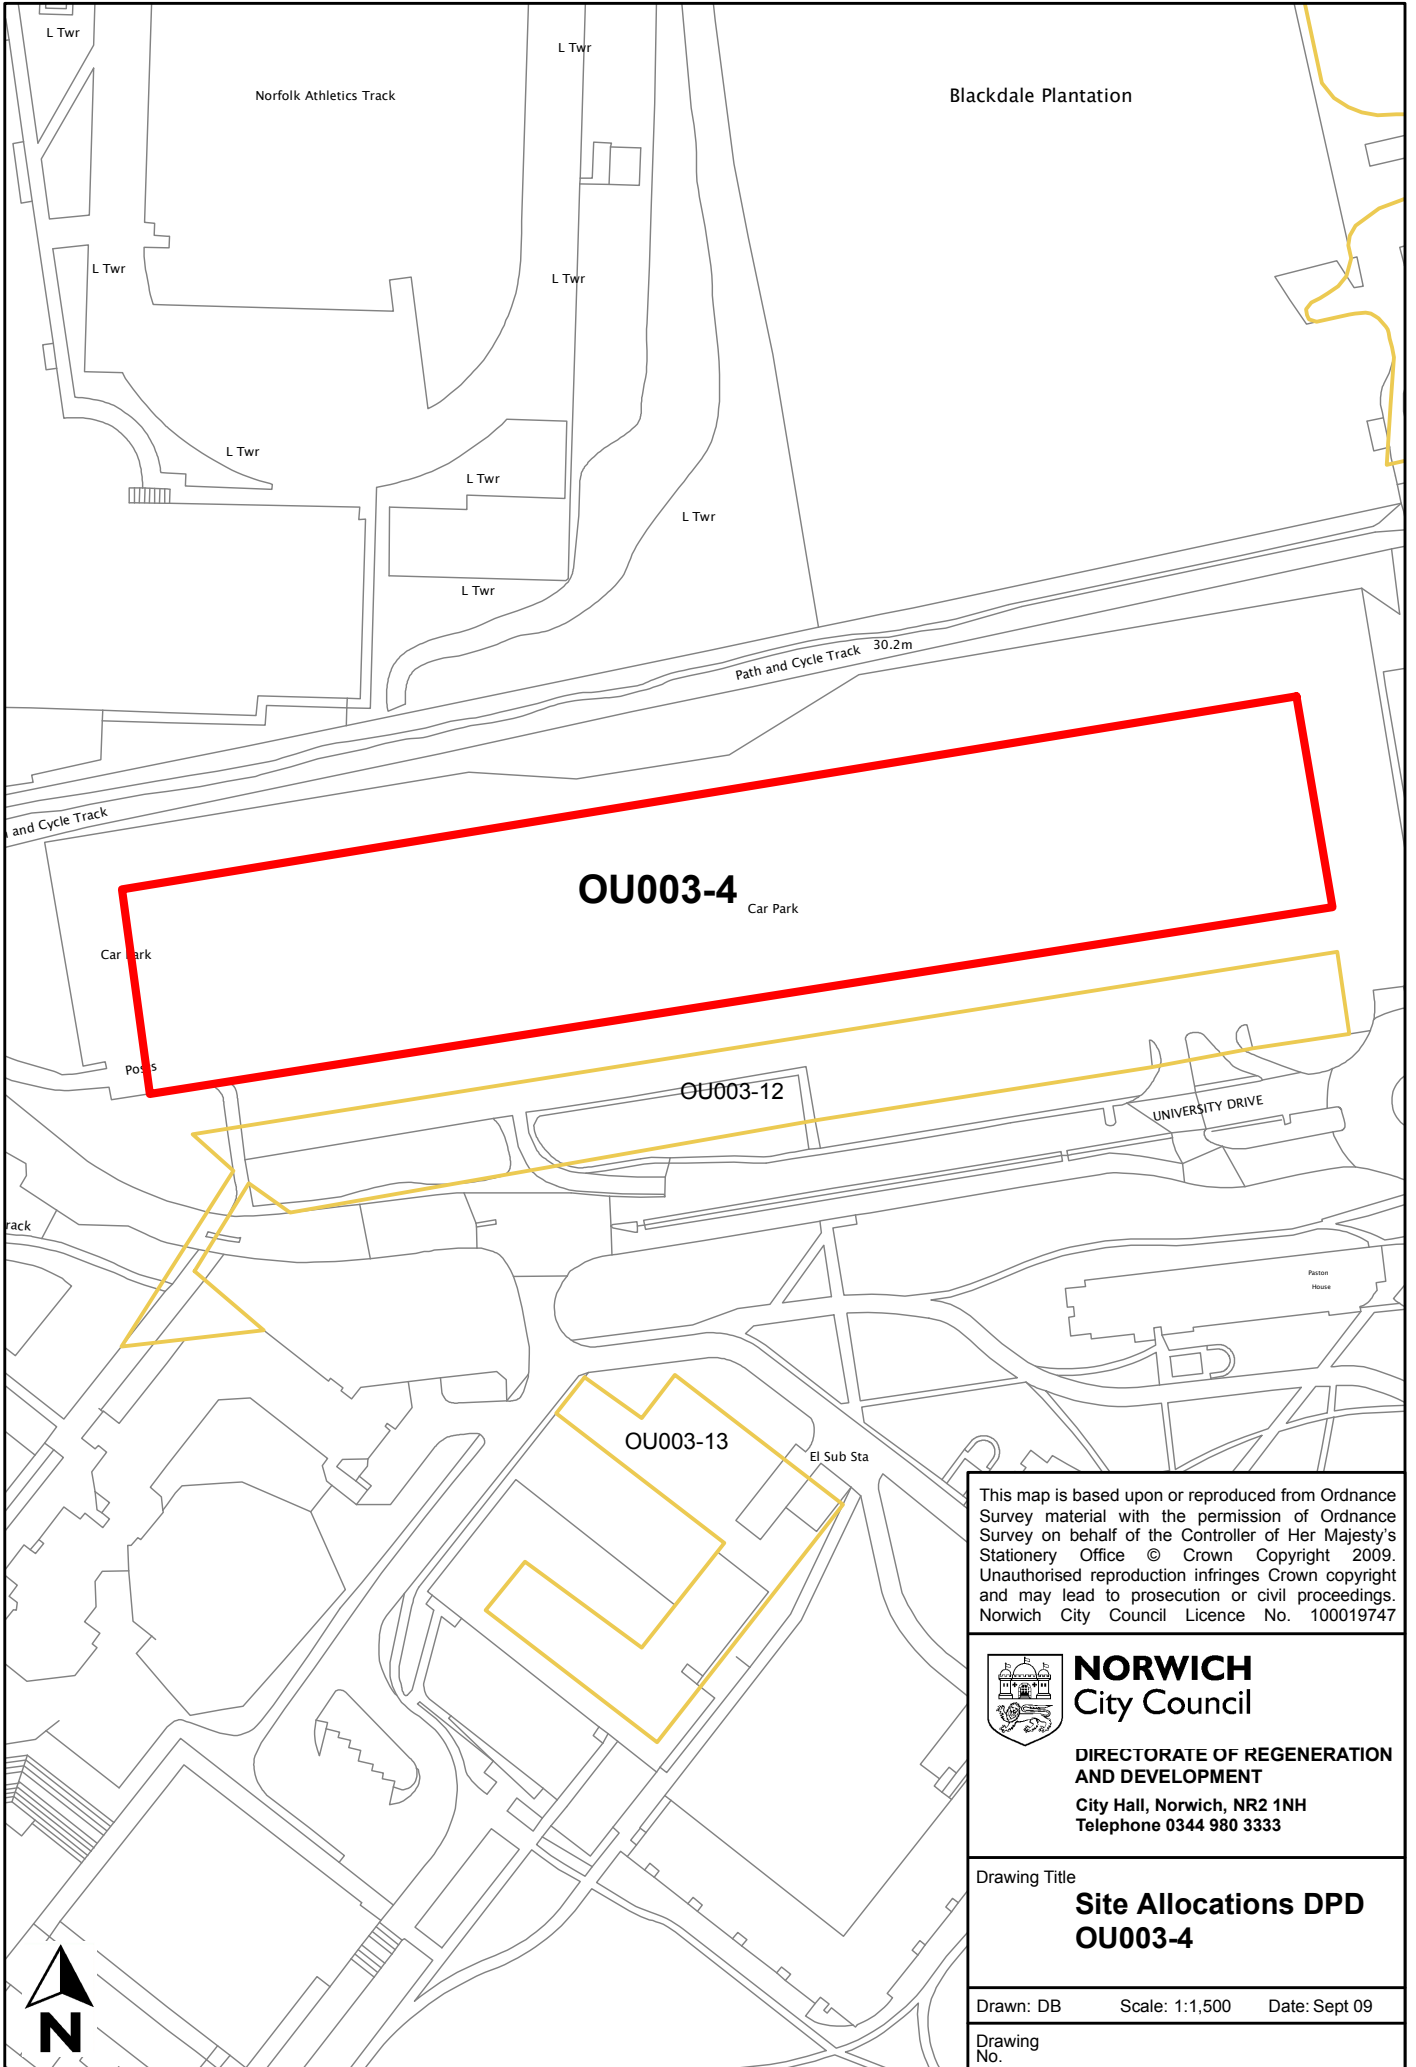 L Twr
L Twr
Norfolk Athletics Track
Blackdale Plantation
L Twr
L Twr
L Twr
L Twr
L Twr
L Twr
Path and Cycle Track 30.2m
and Cycle Track
OU003-4
Car Park
Car Park
Posts
OU003-12
UNIVERSITY DRIVE
rack
Paston
House
OU003-13
El Sub Sta
This map is based upon or reproduced from Ordnance
Survey material with the permission of Ordnance
Survey on behalf of the Controller of Her Majesty's
Stationery Office © Crown Copyright 2009.
Unauthorised reproduction infringes Crown copyright
and may lead to prosecution or civil proceedings.
Norwich City Council Licence No. 100019747
NORWICH
City Council
DIRECTORATE OF REGENERATION
AND DEVELOPMENT
City Hall, Norwich, NR2 1NH
Telephone 0344 980 3333
Drawing Title
Site Allocations DPD
OU003-4
Drawn: DB Scale: 1:1,500 Date: Sept 09
Drawing
No.
N